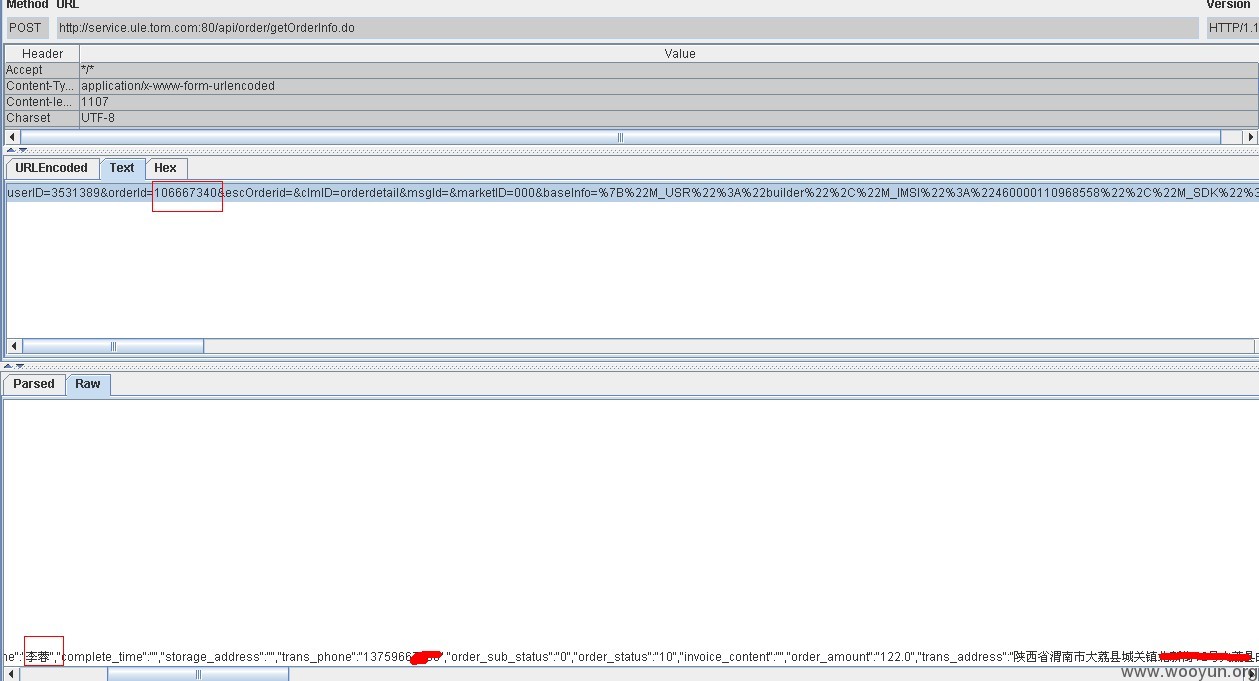 Method URL Version
POST http://service.ule.tom.com:80/api/order/getOrderInfo.do HTTP/1.1
Header Value
Accept */*
Content-Ty... application/x-www-form-urlencoded
Content-le... 1107
Charset UTF-8
URLEncoded Text Hex
userID=3531389&orderId=106667340&escOrderid=&clmID=orderdetail&msgId=&marketID=000&baseInfo=%7B%22M_USR%22%3A%22builder%22%2C%22M_IMSI%22%3A%22460000110968558%22%2C%22M_SDK%22%3
Parsed Raw
ne":"李蓉","complete_time":"","storage_address":"","trans_phone":"1375966","order_sub_status":"0","order_status":"10","invoice_content":"","order_amount":"122.0","trans_address":"陕西省渭南市大荔县城关镇
www.wooyun.org